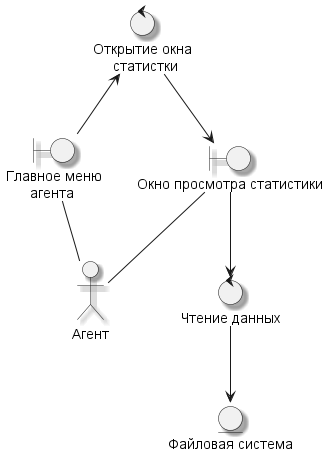 Открытие окна
статистки
Главное меню
агента
Окно просмотра статистики
Агент
Чтение данных
Файловая система